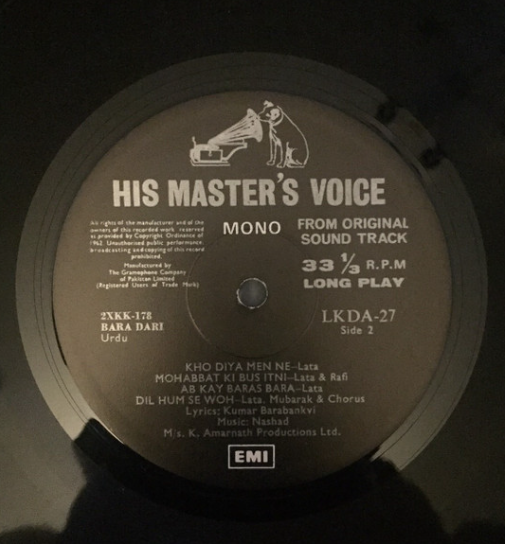 HIS MASTER'S VOICE
All rights of the manufacturer and of the
owners of this recorded work reserved
as provided by Copyright Ordinance of
1962. Unauthorised public performance,
broadcasting and copying of this record
prohibited.
Manufactured by
The Gramophone Company
of Pakistan Limited
(Registered Users of Trade Mark)
MONO
FROM ORIGINAL
SOUND TRACK
33 1/3 R.P.M
LONG PLAY
2XKK-178
BARA DARI
Urdu
LKDA-27
Side 2
KHO DIYA MEN NE—Lata
MOHABBAT KI BUS ITNI—Lata & Rafi
AB KAY BARAS BARA—Lata
DIL HUM SE WOH—Lata, Mubarak & Chorus
Lyrics: Kumar Barabankvi
Music: Nashad
M/s. K. Amarnath Productions Ltd.
EMI